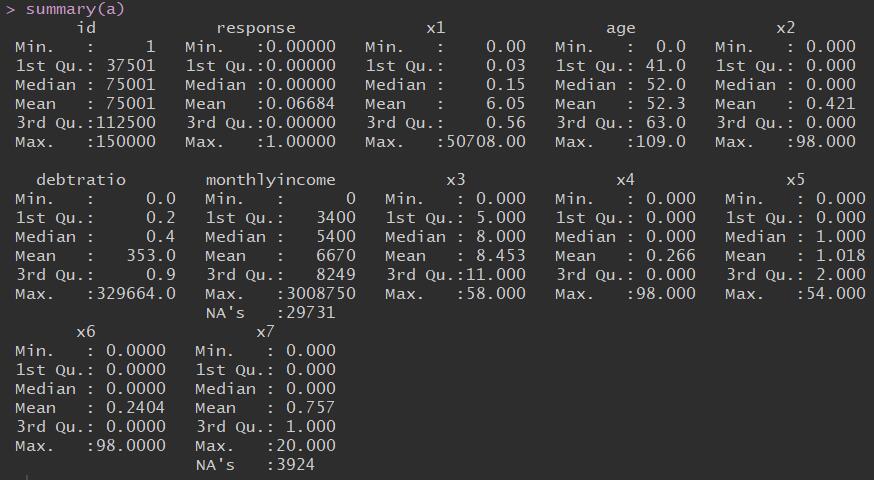 > summary(a)
id response x1 age x2
Min. : 1 Min. :0.00000 Min. : 0.00 Min. : 0.0 Min. : 0.000
1st Qu.: 37501 1st Qu.:0.00000 1st Qu.: 0.03 1st Qu.: 41.0 1st Qu.: 0.000
Median : 75001 Median :0.00000 Median : 0.15 Median : 52.0 Median : 0.000
Mean : 75001 Mean :0.06684 Mean : 6.05 Mean : 52.3 Mean : 0.421
3rd Qu.:112500 3rd Qu.:0.00000 3rd Qu.: 0.56 3rd Qu.: 63.0 3rd Qu.: 0.000
Max. :150000 Max. :1.00000 Max. :50708.00 Max. :109.0 Max. :98.000
debtratio monthlyincome x3 x4 x5
Min. : 0.0 Min. : 0 Min. : 0.000 Min. : 0.000 Min. : 0.000
1st Qu.: 0.2 1st Qu.: 3400 1st Qu.: 5.000 1st Qu.: 0.000 1st Qu.: 0.000
Median : 0.4 Median : 5400 Median : 8.000 Median : 0.000 Median : 1.000
Mean : 353.0 Mean : 6670 Mean : 8.453 Mean : 0.266 Mean : 1.018
3rd Qu.: 0.9 3rd Qu.: 8249 3rd Qu.:11.000 3rd Qu.: 0.000 3rd Qu.: 2.000
Max. :329664.0 Max. :3008750 Max. :58.000 Max. :98.000 Max. :54.000
NA's :29731
x6 x7
Min. : 0.0000 Min. : 0.000
1st Qu.: 0.0000 1st Qu.: 0.000
Median : 0.0000 Median : 0.000
Mean : 0.2404 Mean : 0.757
3rd Qu.: 0.0000 3rd Qu.: 1.000
Max. :98.0000 Max. :20.000
NA's :3924